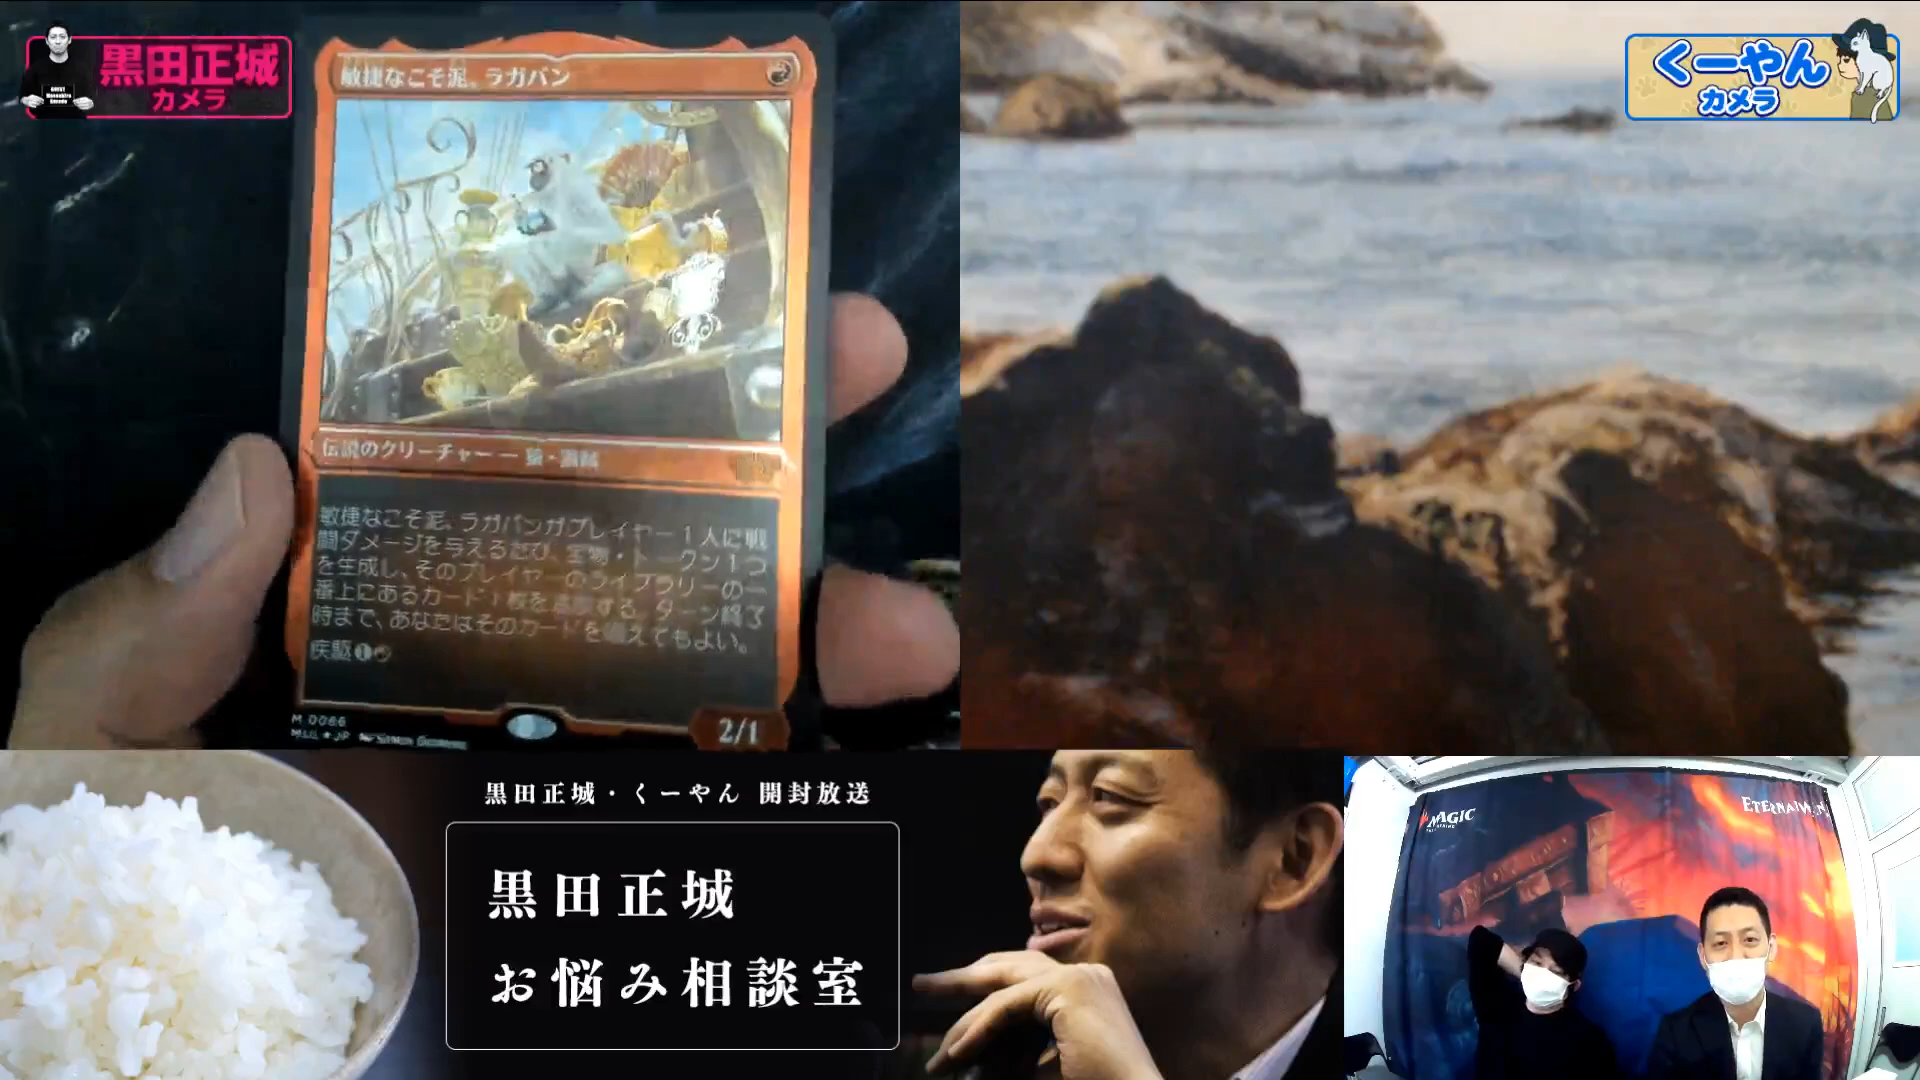 黒田正城
カメラ
敏捷なこそ泥、ラガバン
伝説のクリーチャー ―
敏捷なこそ泥、ラガバンがプレイヤー１人に戦
闘ダメージを与えるたび、宝物・トークン１つ
を生成し、そのプレイヤーのライブラリーの一
番上にあるカード１枚を追放する。ターン終了
時まで、あなたはそのカードを唱えてもよい。
疾駆❶
M 0086
MUL ★ JP
2/1
くーやん
カメラ
黒田正城・くーやん 開封放送
黒田正城
お悩み相談室
MAGIC